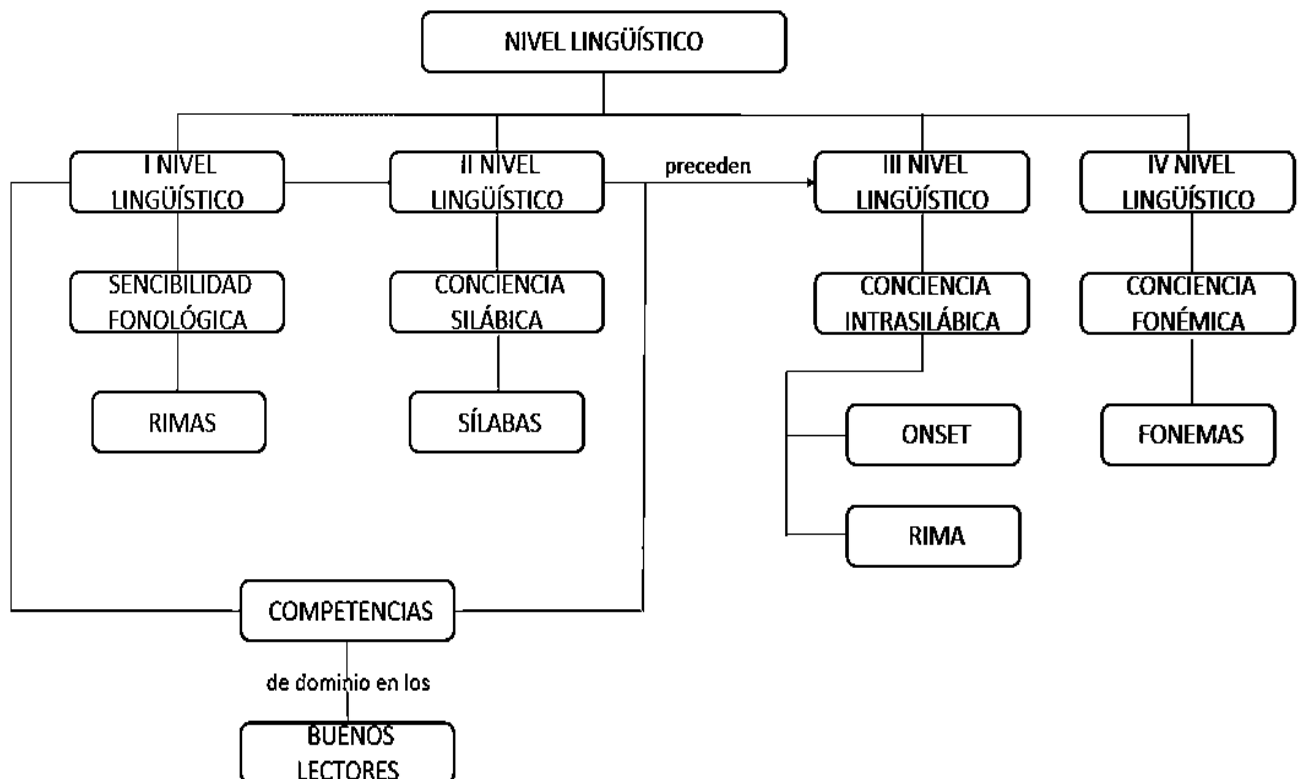 NIVEL LINGÜÍSTICO
I NIVEL
LINGÜÍSTICO
II NIVEL
LINGÜÍSTICO
preceden
III NIVEL
LINGÜÍSTICO
IV NIVEL
LINGÜÍSTICO
SENCIBILIDAD
FONOLÓGICA
CONCIENCIA
SILÁBICA
CONCIENCIA
INTRASILÁBICA
CONCIENCIA
FONÉMICA
RIMAS
SÍLABAS
ONSET
FONEMAS
RIMA
COMPETENCIAS
de dominio en los
BUENOS
LECTORES